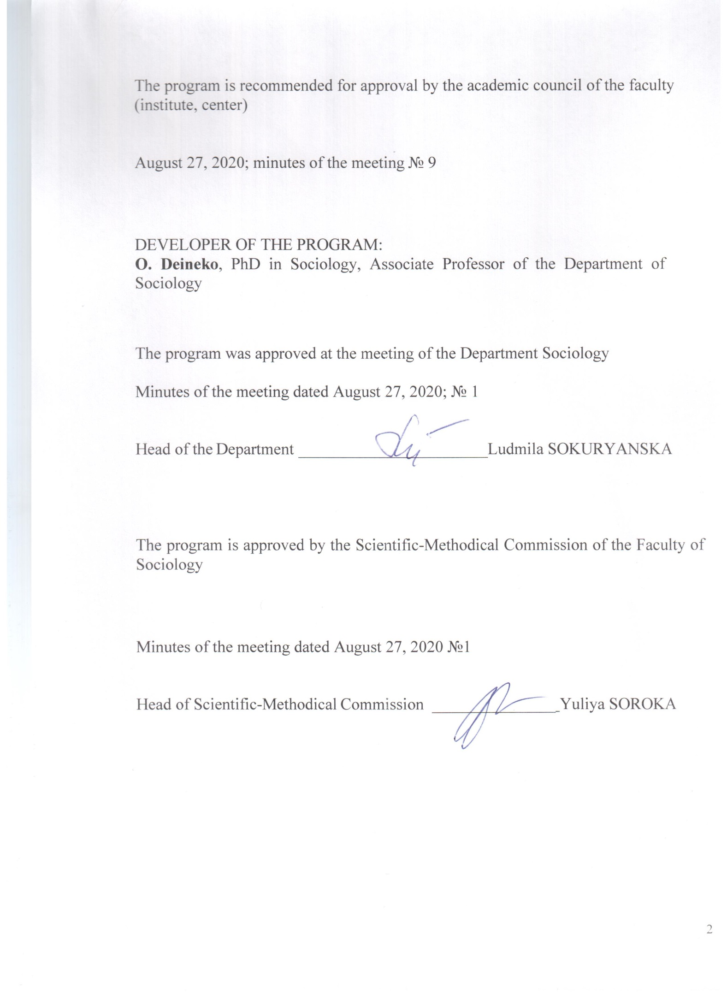 The program is recommended for approval by the academic council of the faculty
(institute, center)
August 27, 2020; minutes of the meeting № 9
DEVELOPER OF THE PROGRAM:
O. Deineko, PhD in Sociology, Associate Professor of the Department of
Sociology
The program was approved at the meeting of the Department Sociology
Minutes of the meeting dated August 27, 2020; № 1
Head of the Department ______________________Ludmila SOKURYANSKA
The program is approved by the Scientific-Methodical Commission of the Faculty of
Sociology
Minutes of the meeting dated August 27, 2020 №1
Head of Scientific-Methodical Commission _______________Yuliya SOROKA
2